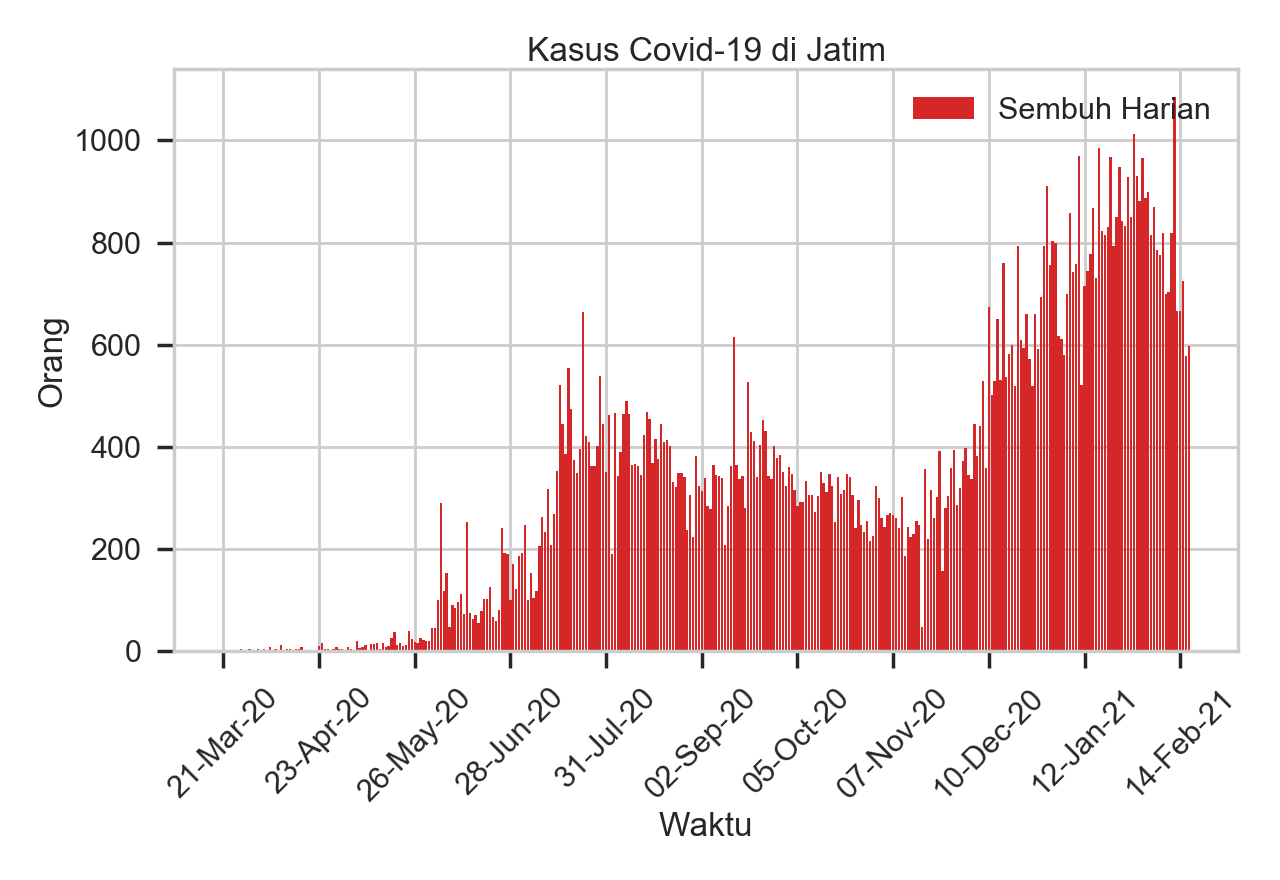 Kasus Covid-19 di Jatim
Sembuh Harian
1000
800
600
400
200
0
Orang
21-Mar-20
23-Apr-20
26-May-20
28-Jun-20
31-Jul-20
02-Sep-20
05-Oct-20
07-Nov-20
10-Dec-20
12-Jan-21
14-Feb-21
Waktu